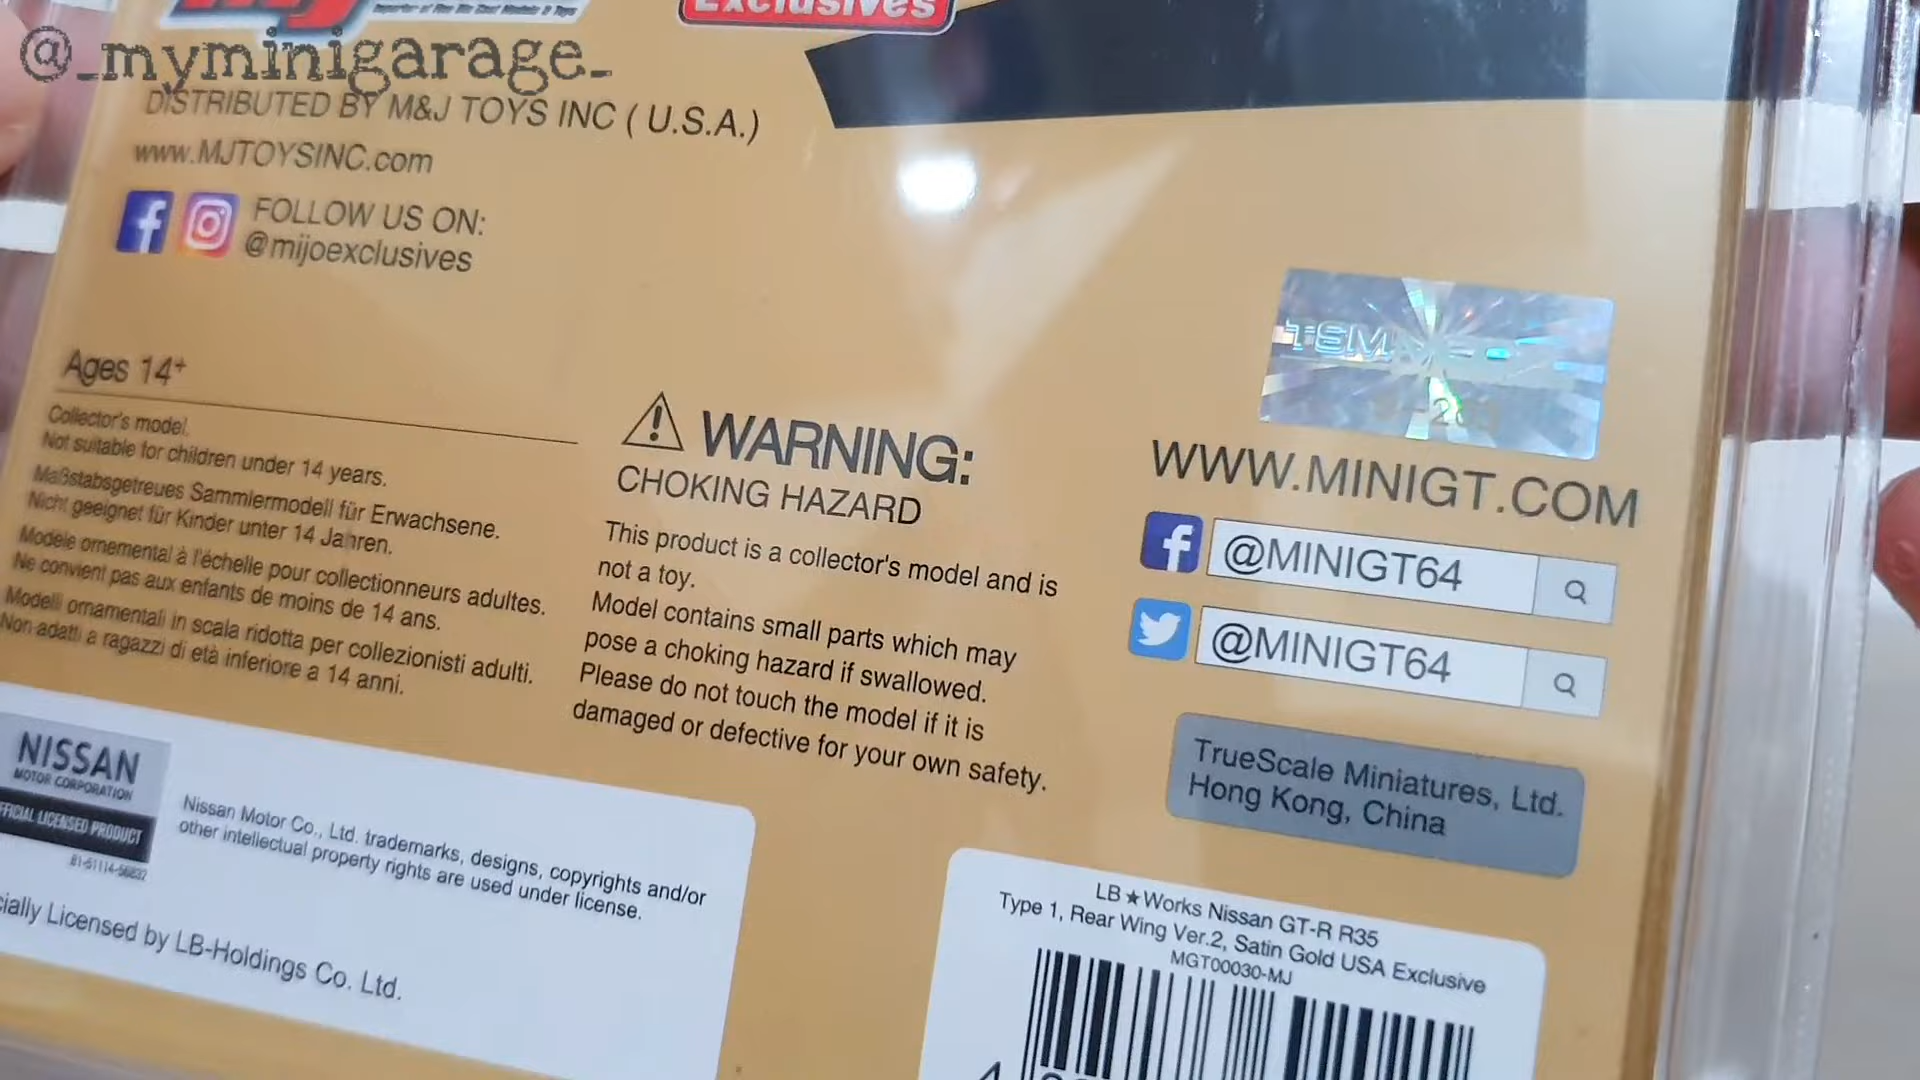 Exclusives
@_myminigarage_
DISTRIBUTED BY M&J TOYS INC ( U.S.A.)
www.MJTOYSINC.com
FOLLOW US ON:
@mijoexclusives
Ages 14+
Collector's model.
Not suitable for children under 14 years.
Maßstabsgetreues Sammlermodell für Erwachsene.
Nicht geeignet für Kinder unter 14 Jahren.
Modele ornemental à l'échelle pour collectionneurs adultes.
Ne convient pas aux enfants de moins de 14 ans.
Modelli ornamentali in scala ridotta per collezionisti adulti.
Non adatti a ragazzi di età inferiore a 14 anni.
WARNING:
CHOKING HAZARD
This product is a collector's model and is
not a toy.
Model contains small parts which may
pose a choking hazard if swallowed.
Please do not touch the model if it is
damaged or defective for your own safety.
TSM
WWW.MINIGT.COM
@MINIGT64
@MINIGT64
TrueScale Miniatures, Ltd.
Hong Kong, China
NISSAN
MOTOR CORPORATION
OFFICIAL LICENSED PRODUCT
Nissan Motor Co., Ltd. trademarks, designs, copyrights and/or
other intellectual property rights are used under license.
cially Licensed by LB-Holdings Co. Ltd.
LB★Works Nissan GT-R R35
Type 1, Rear Wing Ver.2, Satin Gold USA Exclusive
MGT00030-MJ